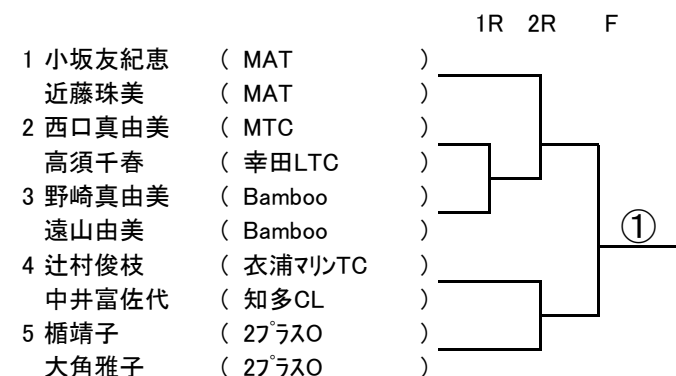 1R 2R F
1 小坂友紀恵 ( MAT )
近藤珠美 ( MAT )
2 西口真由美 ( MTC )
高須千春 ( 幸田LTC )
3 野崎真由美 ( Bamboo )
遠山由美 ( Bamboo )
①
4 辻村俊枝 ( 衣浦ﾏﾘﾝTC )
中井富佐代 ( 知多CL )
5 楯靖子 ( 2ﾌﾟﾗｽO )
大角雅子 ( 2ﾌﾟﾗｽO )